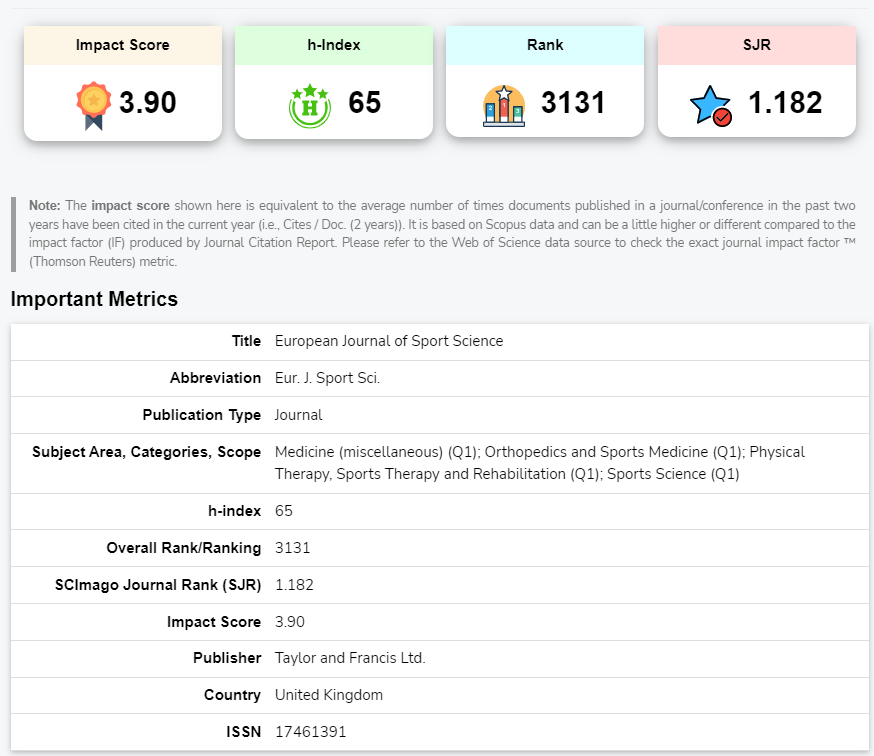 Impact Score
3.90
h-Index
H
65
Rank
2 1 3
3131
SJR
1.182
Note: The impact score shown here is equivalent to the average number of times documents published in a journal/conference in the past two
years have been cited in the current year (i.e., Cites / Doc. (2 years)). It is based on Scopus data and can be a little higher or different compared to the
impact factor (IF) produced by Journal Citation Report. Please refer to the Web of Science data source to check the exact journal impact factor ™
(Thomson Reuters) metric.
Important Metrics
Title European Journal of Sport Science
Abbreviation Eur. J. Sport Sci.
Publication Type Journal
Subject Area, Categories, Scope Medicine (miscellaneous) (Q1); Orthopedics and Sports Medicine (Q1); Physical
Therapy, Sports Therapy and Rehabilitation (Q1); Sports Science (Q1)
h-index 65
Overall Rank/Ranking 3131
SCImago Journal Rank (SJR) 1.182
Impact Score 3.90
Publisher Taylor and Francis Ltd.
Country United Kingdom
ISSN 17461391